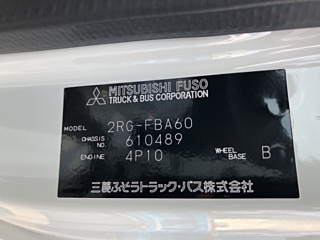 MITSUBISHI FUSO
TRUCK & BUS CORPORATION
MODEL 2RG-FBA60
CHASSIS NO. 610489
ENGINE 4P10 WHEEL BASE B
三菱ふそうトラック・バス株式会社